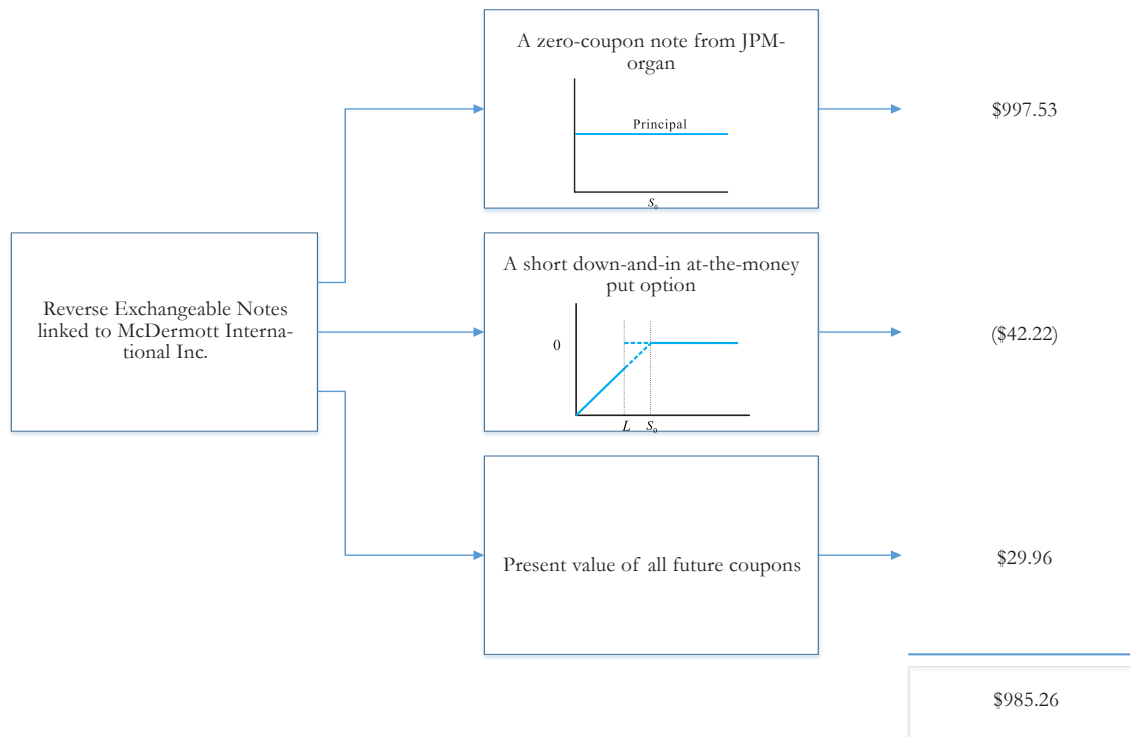 A zero-coupon note from JPM-
organ
Principal
S₀
$997.53
Reverse Exchangeable Notes
linked to McDermott Interna-
tional Inc.
A short down-and-in at-the-money
put option
0
L S₀
($42.22)
Present value of all future coupons
$29.96
$985.26